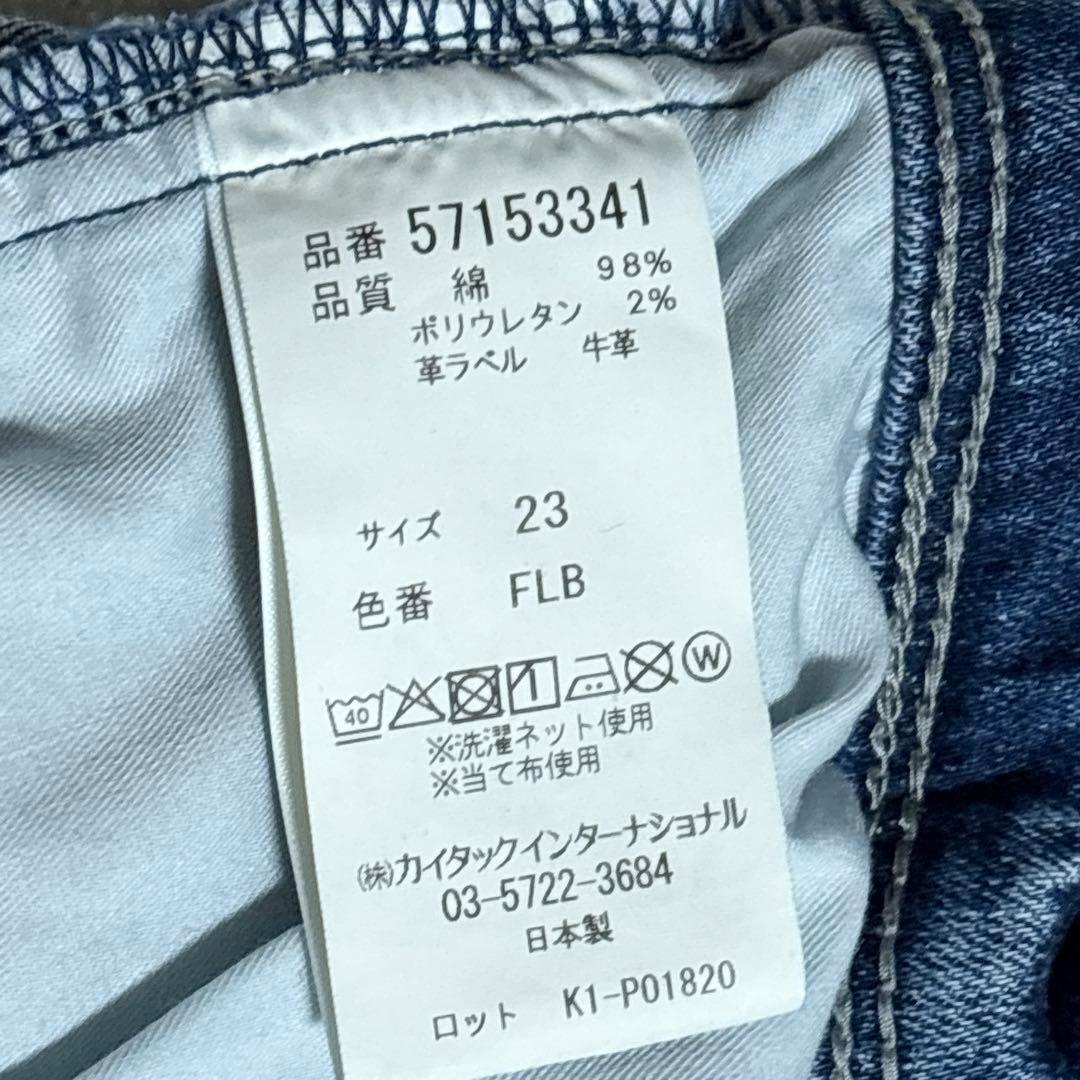 品番 57153341
品質 綿 98%
ポリウレタン 2%
革ラベル 牛革
サイズ 23
色番 FLB
40 W
※洗濯ネット使用
※当て布使用
㈱カイタックインターナショナル
03-5722-3684
日本製
ロット K1-P01820